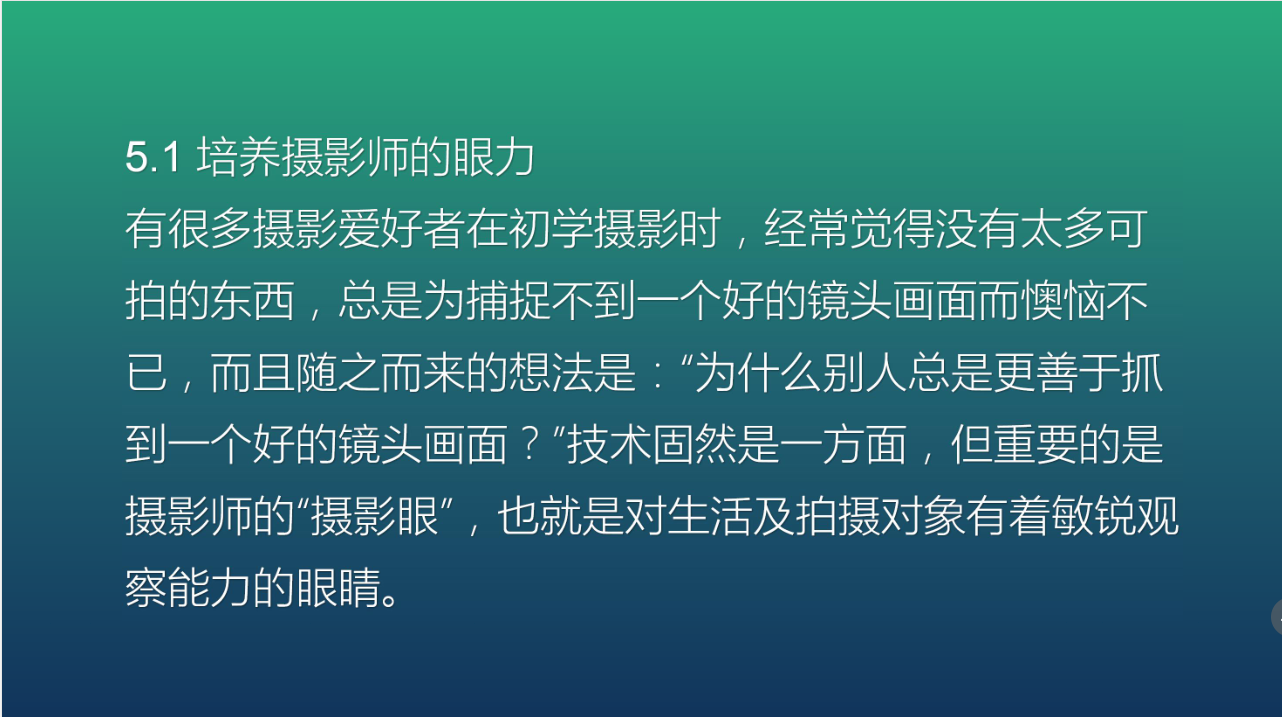 5.1 培养摄影师的眼力
有很多摄影爱好者在初学摄影时，经常觉得没有太多可
拍的东西，总是为捕捉不到一个好的镜头画面而懊恼不
已，而且随之而来的想法是：“为什么别人总是更善于抓
到一个好的镜头画面？”技术固然是一方面，但重要的是
摄影师的“摄影眼”，也就是对生活及拍摄对象有着敏锐观
察能力的眼睛。